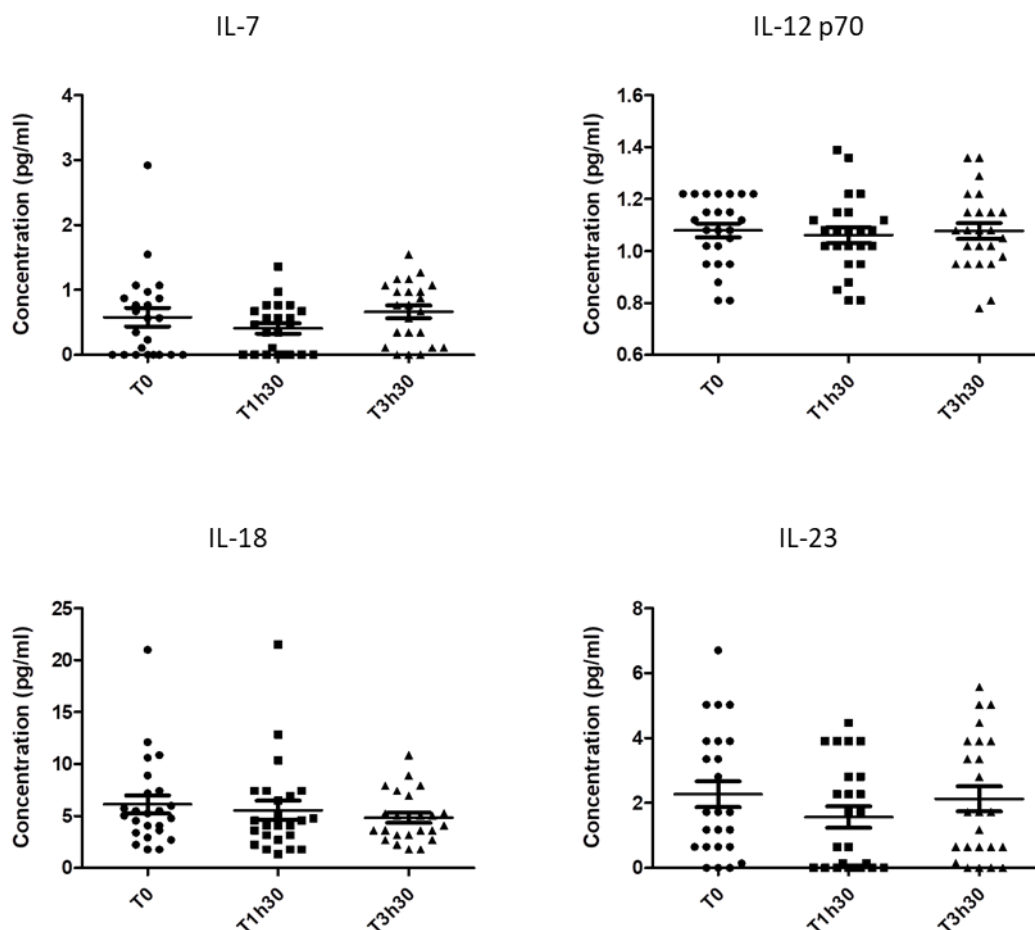 IL-7
Concentration (pg/ml)
4
3
2
1
0
T0
T1h30
T3h30
IL-12 p70
Concentration (pg/ml)
1.6
1.4
1.2
1.0
0.8
0.6
T0
T1h30
T3h30
IL-18
Concentration (pg/ml)
25
20
15
10
5
0
T0
T1h30
T3h30
IL-23
Concentration (pg/ml)
8
6
4
2
0
T0
T1h30
T3h30